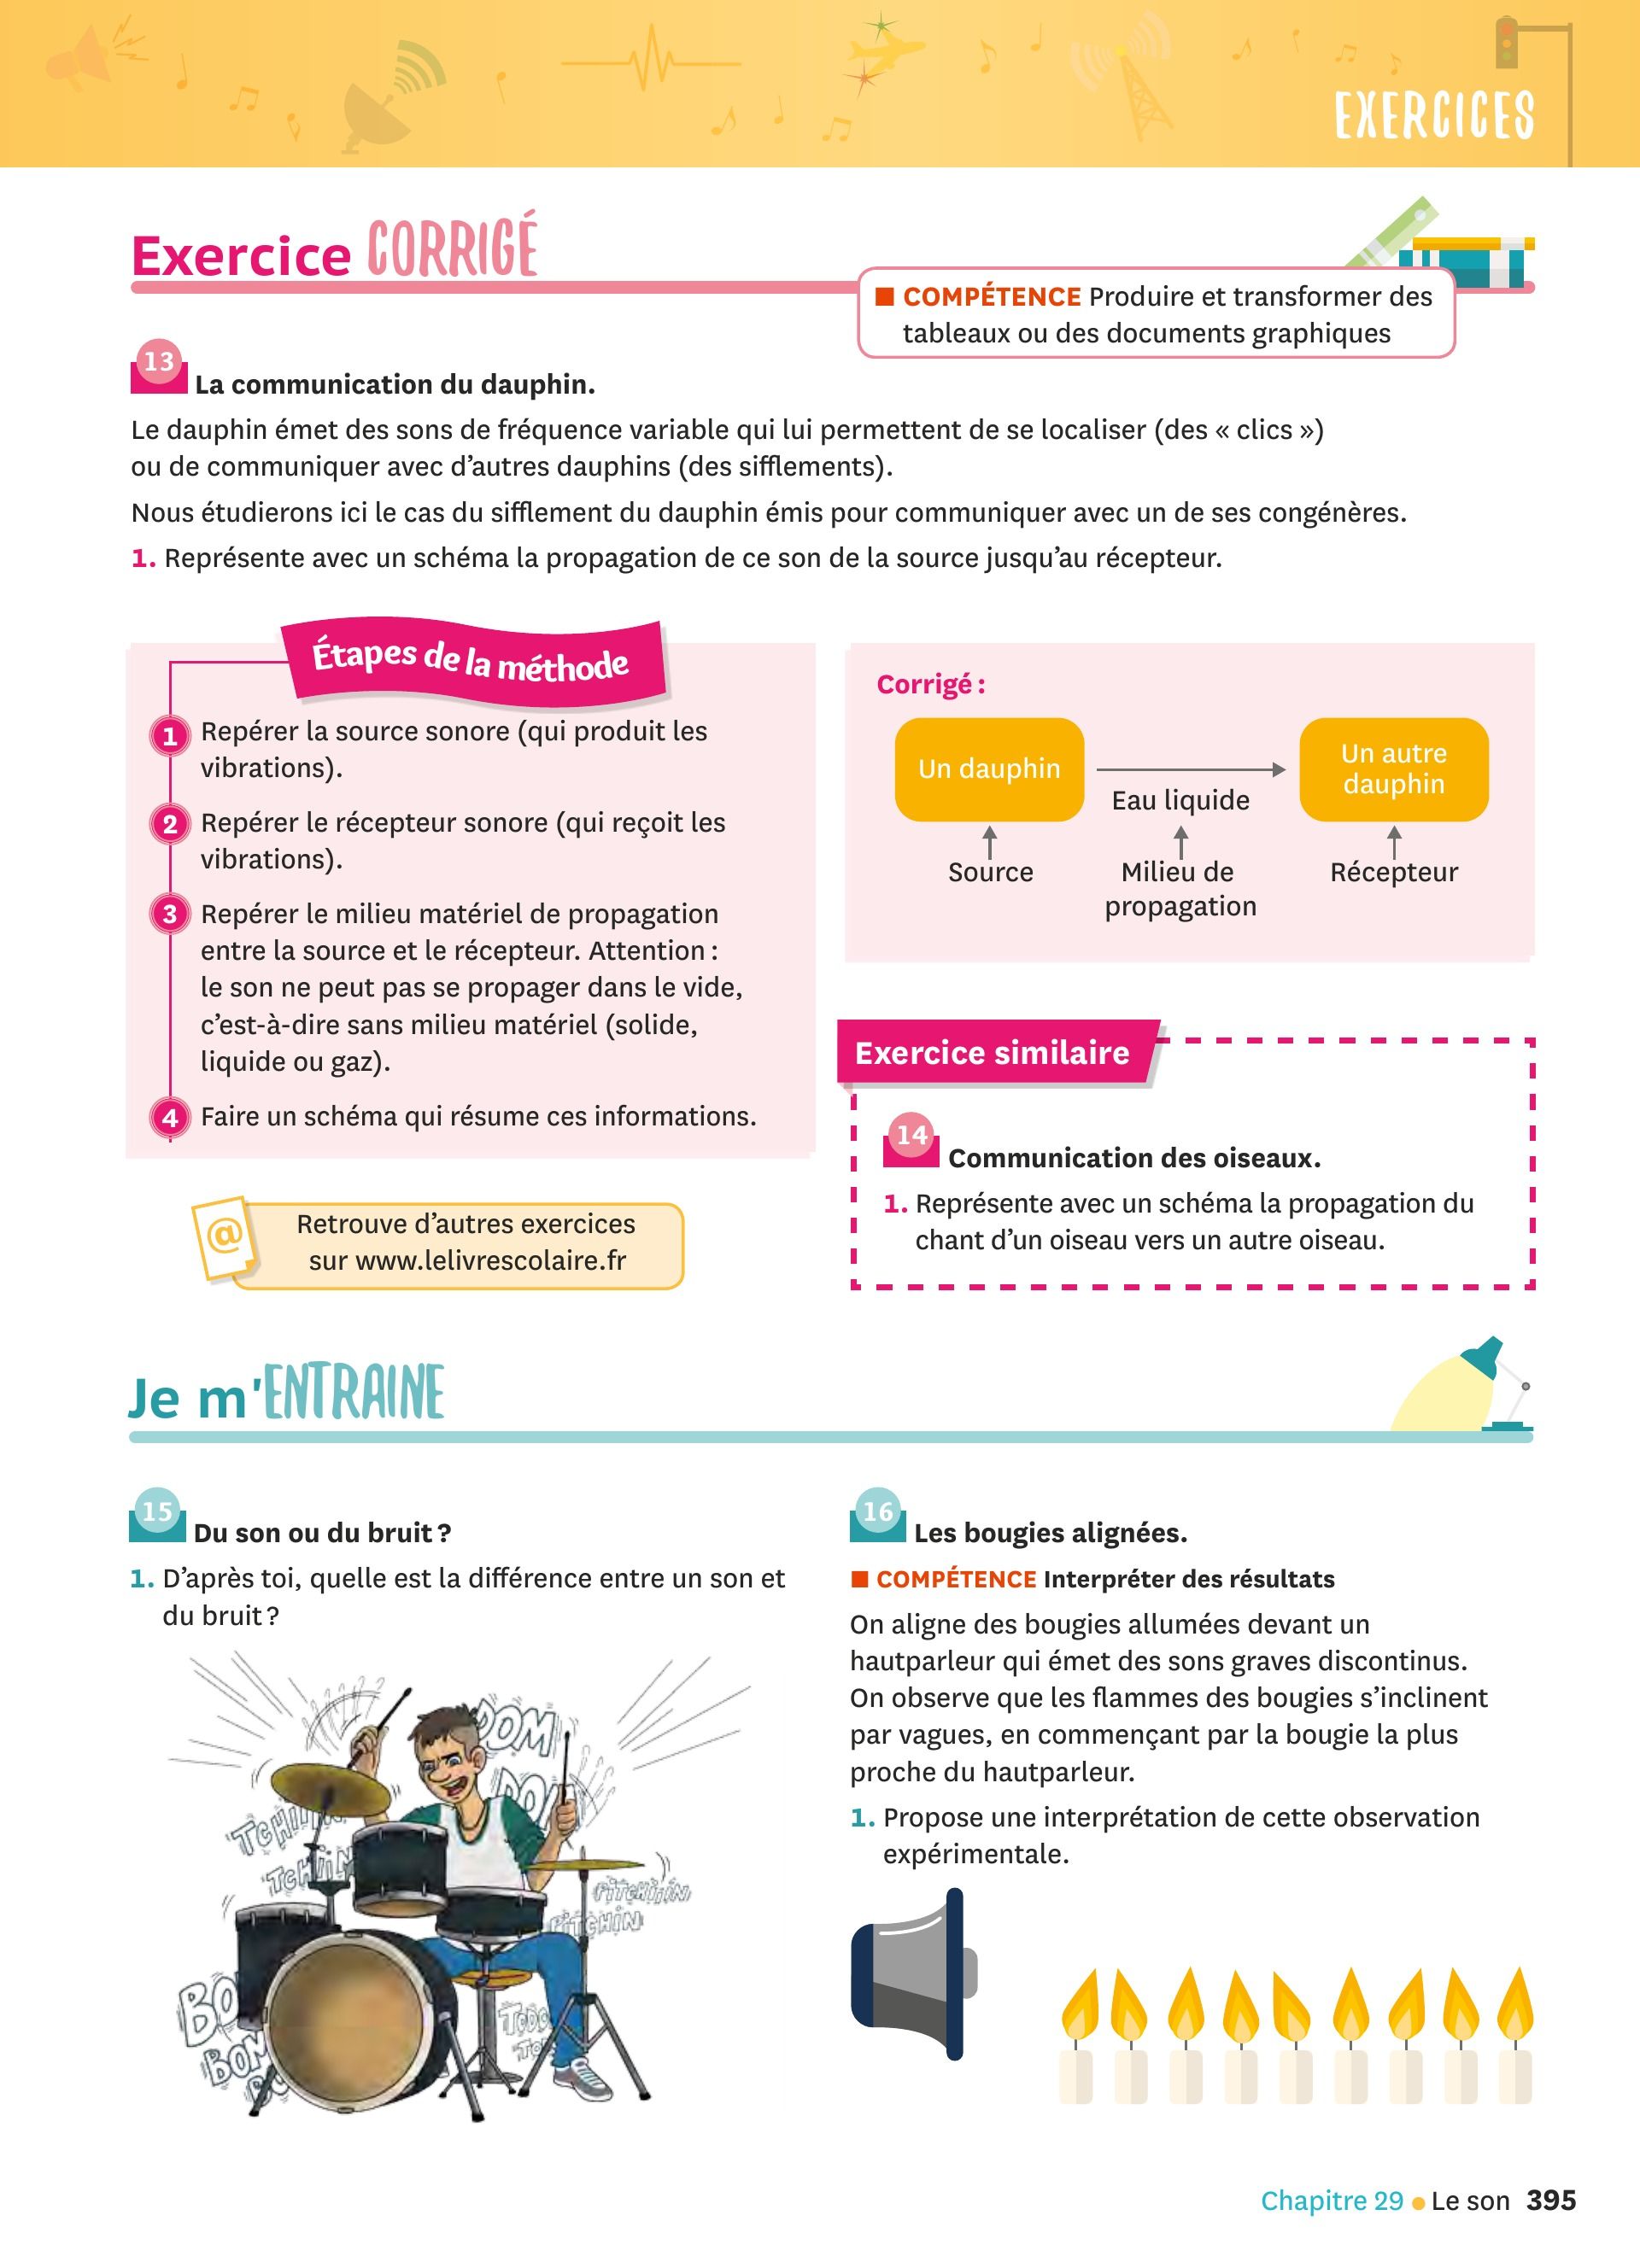 EXERCICES
Exercice CORRIGÉ
■ COMPÉTENCE Produire et transformer des
tableaux ou des documents graphiques
13 La communication du dauphin.
Le dauphin émet des sons de fréquence variable qui lui permettent de se localiser (des « clics »)
ou de communiquer avec d'autres dauphins (des sifflements).
Nous étudierons ici le cas du sifflement du dauphin émis pour communiquer avec un de ses congénères.
1. Représente avec un schéma la propagation de ce son de la source jusqu'au récepteur.
Étapes de la méthode
1 Repérer la source sonore (qui produit les
vibrations).
2 Repérer le récepteur sonore (qui reçoit les
vibrations).
3 Repérer le milieu matériel de propagation
entre la source et le récepteur. Attention :
le son ne peut pas se propager dans le vide,
c'est-à-dire sans milieu matériel (solide,
liquide ou gaz).
4 Faire un schéma qui résume ces informations.
@
Retrouve d'autres exercices
sur www.lelivrescolaire.fr
Corrigé :
Un dauphin
Eau liquide
Un autre
dauphin
Source
Milieu de
propagation
Récepteur
Exercice similaire
14 Communication des oiseaux.
1. Représente avec un schéma la propagation du
chant d'un oiseau vers un autre oiseau.
Je m'ENTRAINE
15 Du son ou du bruit ?
1. D'après toi, quelle est la différence entre un son et
du bruit ?
TCHIIN
PITCHIIN
PITCHIN
BOM
16 Les bougies alignées.
■ COMPÉTENCE Interpréter des résultats
On aligne des bougies allumées devant un
hautparleur qui émet des sons graves discontinus.
On observe que les flammes des bougies s'inclinent
par vagues, en commençant par la bougie la plus
proche du hautparleur.
1. Propose une interprétation de cette observation
expérimentale.
Chapitre 29 ● Le son 395